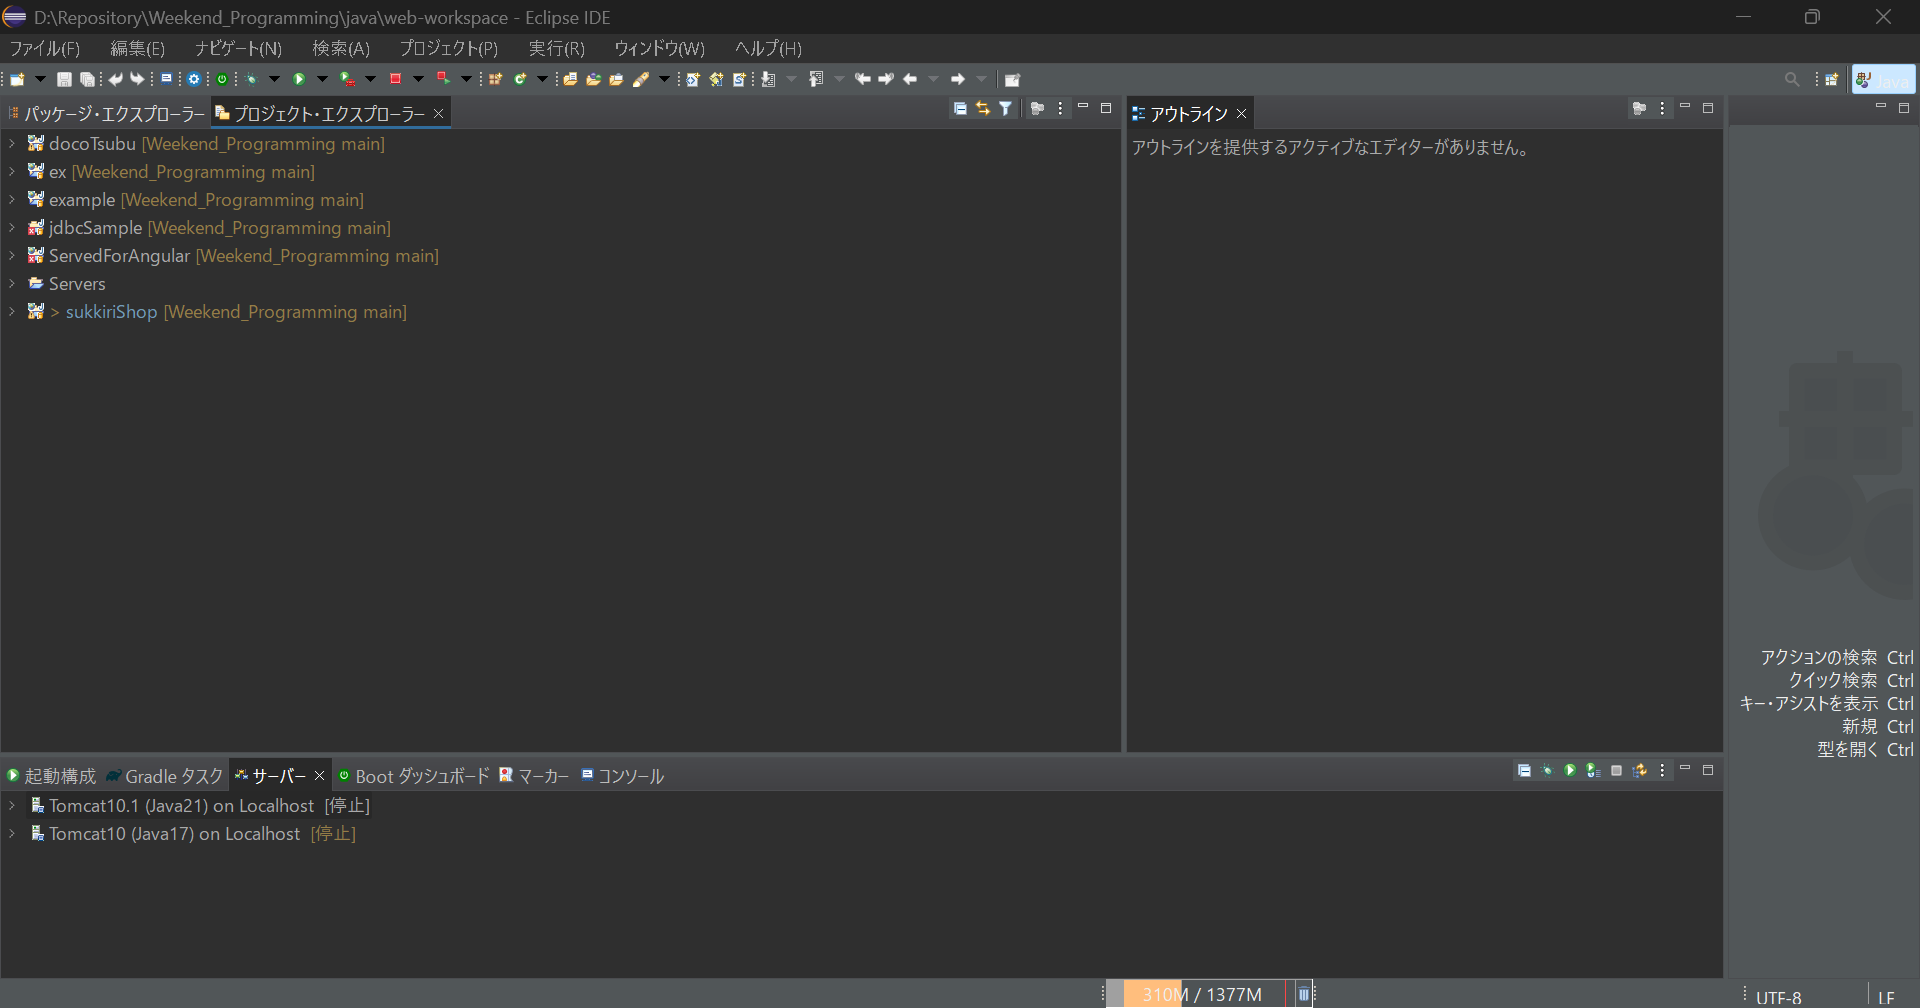 D:\Repository\Weekend_Programming\java\web-workspace - Eclipse IDE
ファイル(F) 編集(E) ナビゲート(N) 検索(A) プロジェクト(P) 実行(R) ウィンドウ(W) ヘルプ(H)
Java
パッケージ・エクスプローラー プロジェクト・エクスプローラー
docoTsubu [Weekend_Programming main]
ex [Weekend_Programming main]
example [Weekend_Programming main]
jdbcSample [Weekend_Programming main]
ServedForAngular [Weekend_Programming main]
Servers
> sukkiriShop [Weekend_Programming main]
アウトライン
アウトラインを提供するアクティブなエディターがありません。
アクションの検索 Ctrl
クイック検索 Ctrl
キー・アシストを表示 Ctrl
新規 Ctrl
型を開く Ctrl
起動構成 Gradle タスク サーバー Boot ダッシュボード マーカー コンソール
Tomcat10.1 (Java21) on Localhost [停止]
Tomcat10 (Java17) on Localhost [停止]
310M / 1377M
UTF-8
LF